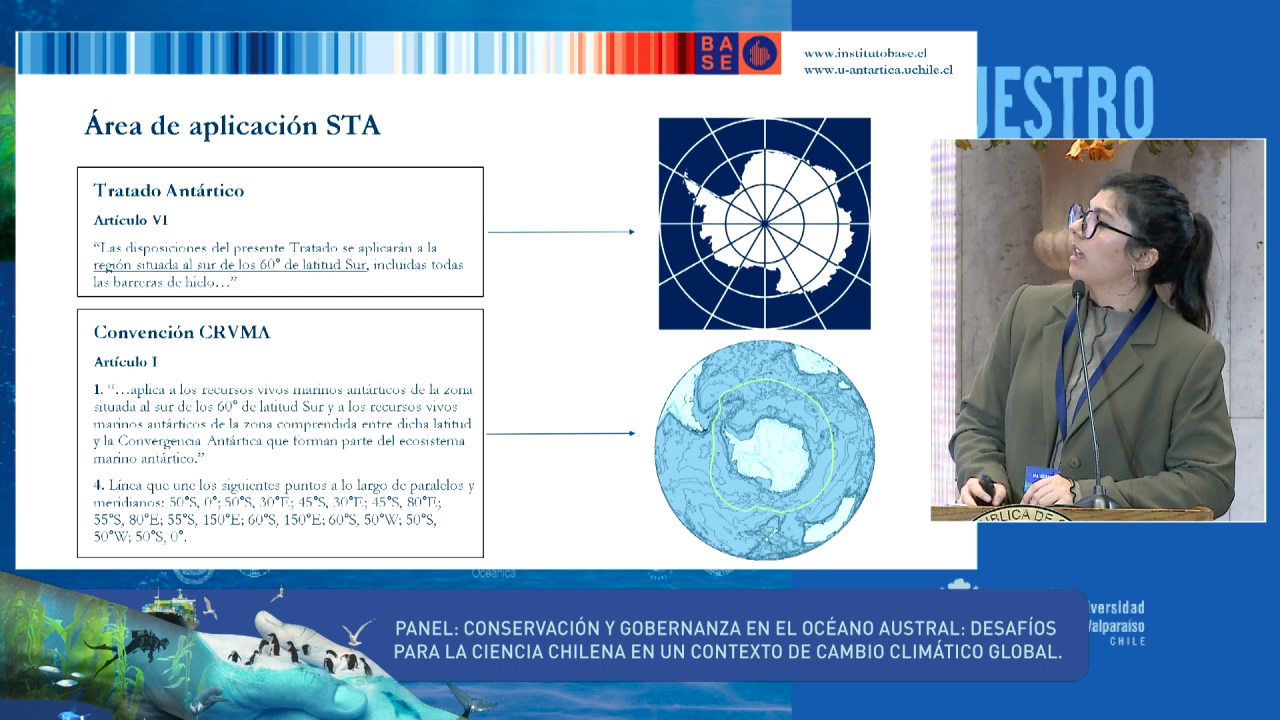 BA
SE
www.institutobase.cl
www.u-antartica.uchile.cl
UESTRO
Área de aplicación STA
Tratado Antártico
Artículo VI
“Las disposiciones del presente Tratado se aplicarán a la
región situada al sur de los 60° de latitud Sur, incluidas todas
las barreras de hielo…”
Convención CRVMA
Artículo I
1. “…aplica a los recursos vivos marinos antárticos de la zona
situada al sur de los 60° de latitud Sur y a los recursos vivos
marinos antárticos de la zona comprendida entre dicha latitud
y la Convergencia Antártica que forman parte del ecosistema
marino antártico.”
4. Línea que une los siguientes puntos a lo largo de paralelos y
meridianos: 50°S, 0°; 50°S, 30°E; 45°S, 30°E; 45°S, 80°E;
55°S, 80°E; 55°S, 150°E; 60°S, 150°E; 60°S, 50°W; 50°S,
50°W; 50°S, 0°.
PÚBLICA DE
Oceánica
PANEL: CONSERVACIÓN Y GOBERNANZA EN EL OCÉANO AUSTRAL: DESAFÍOS
PARA LA CIENCIA CHILENA EN UN CONTEXTO DE CAMBIO CLIMÁTICO GLOBAL.
iversidad
Valparaíso
CHILE